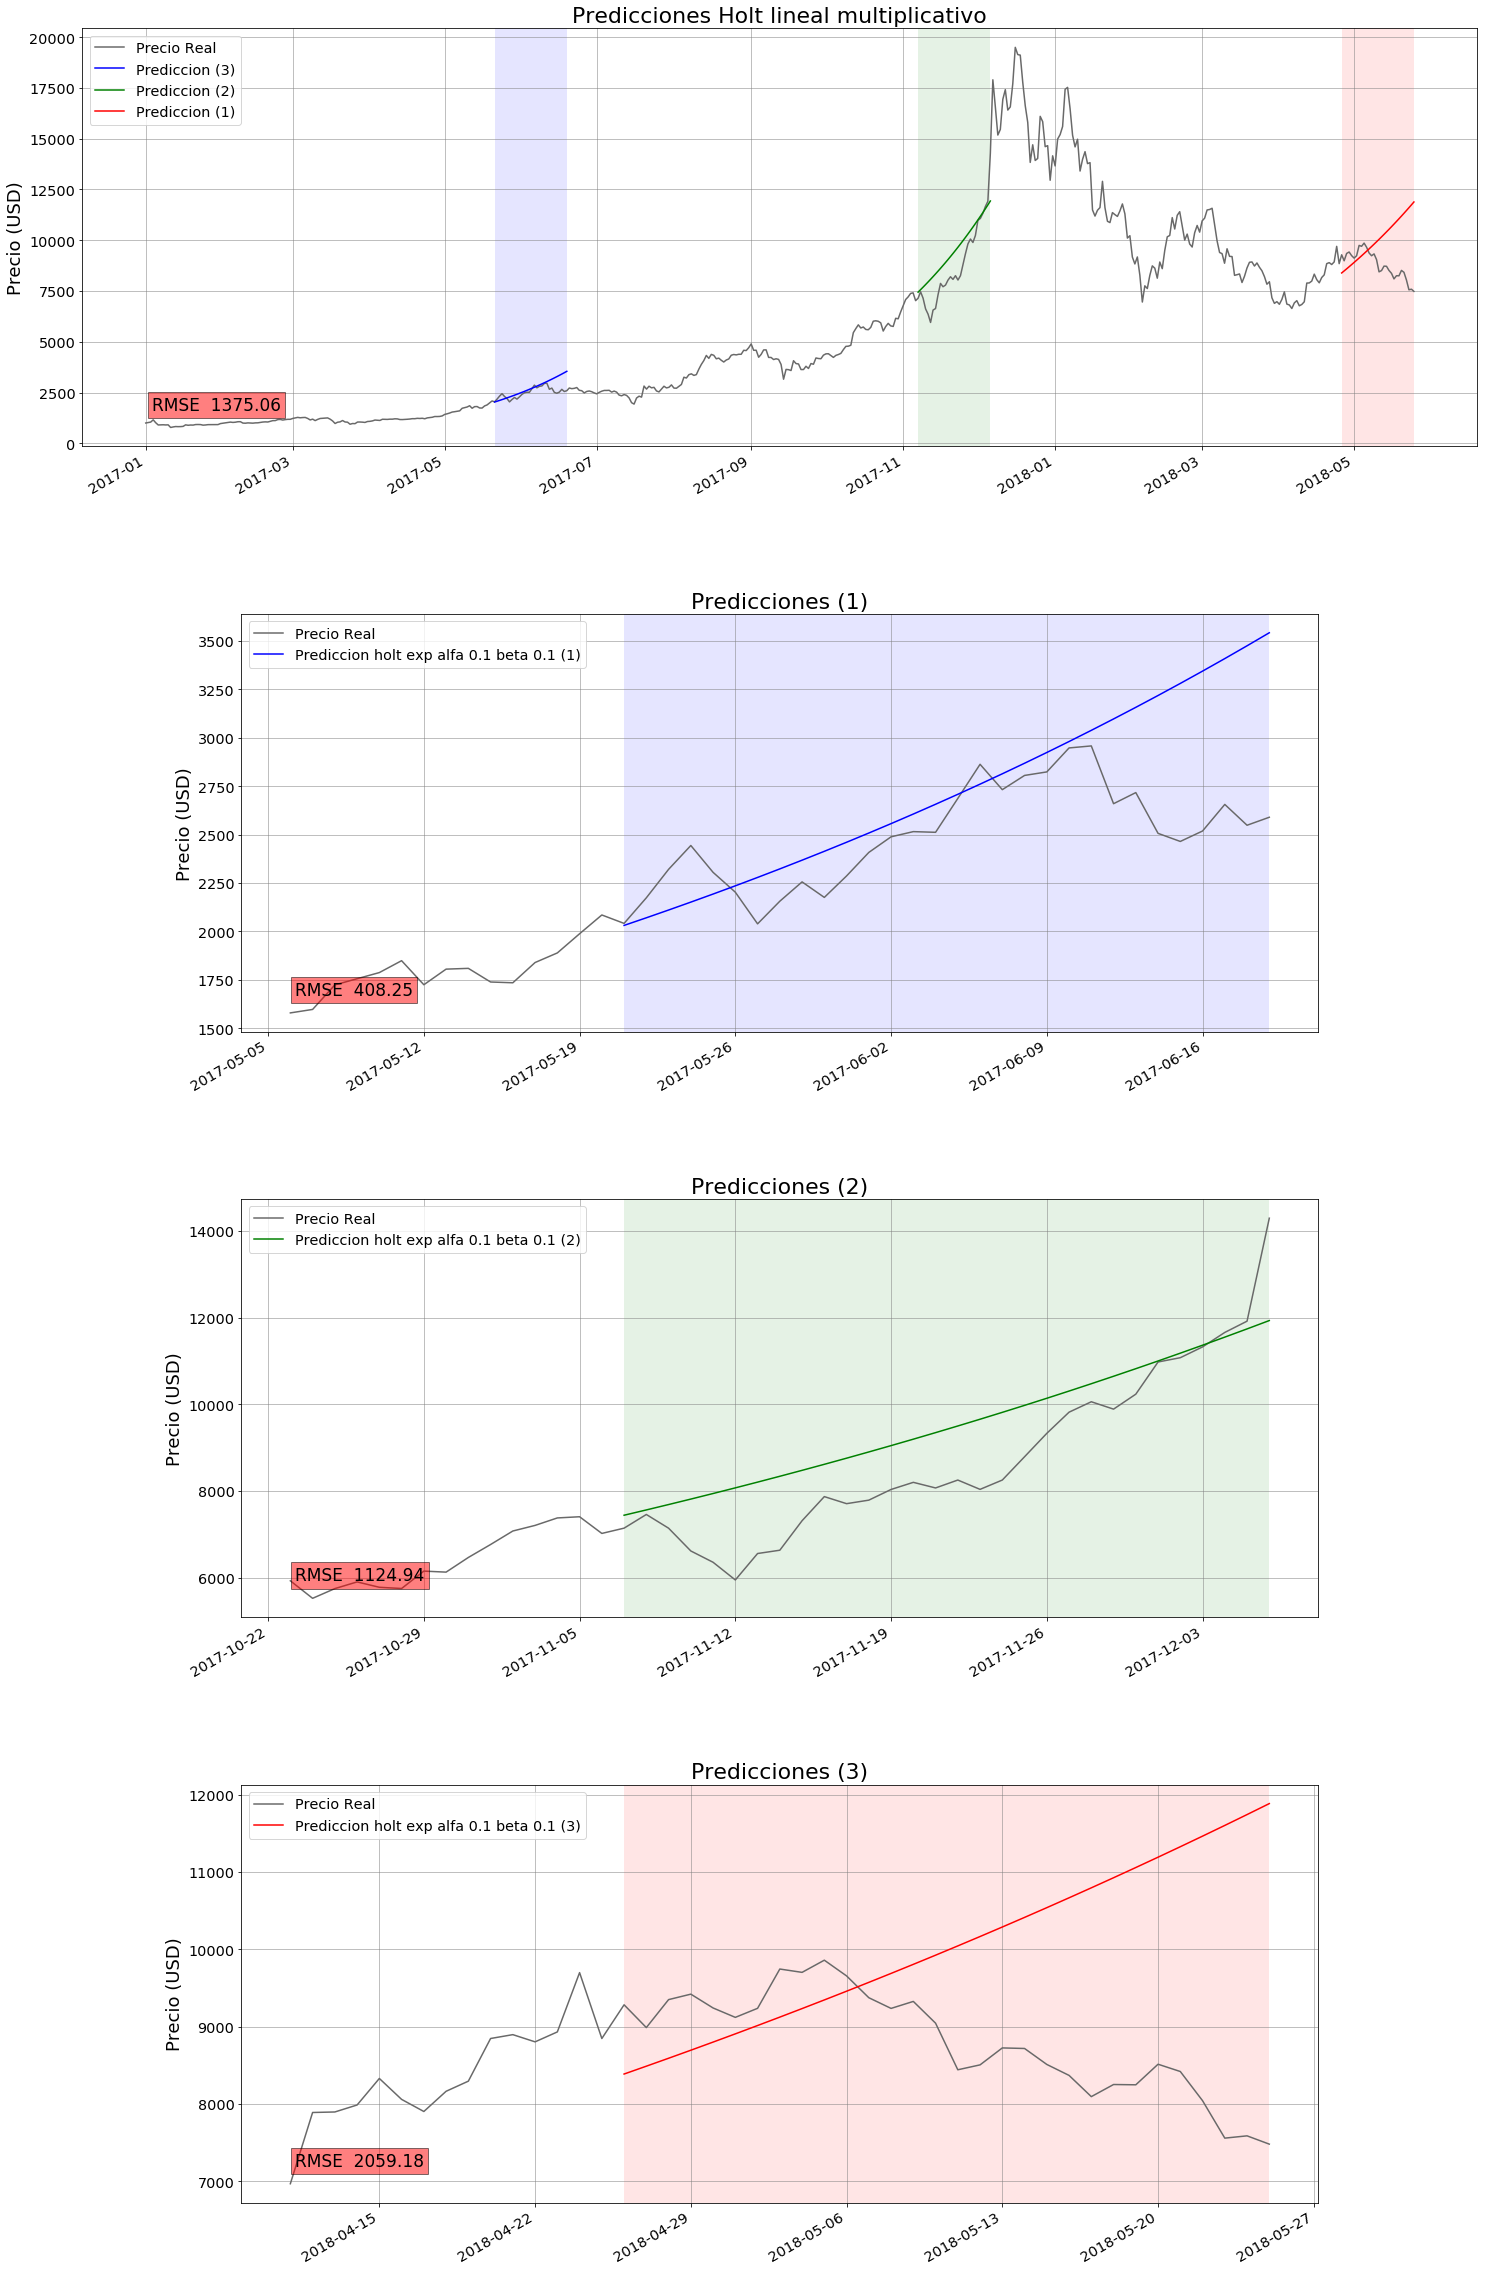 Predicciones Holt lineal multiplicativo
Precio (USD)
20000
17500
15000
12500
10000
7500
5000
2500
0
Precio Real
Prediccion (3)
Prediccion (2)
Prediccion (1)
RMSE 1375.06
2017-01
2017-03
2017-05
2017-07
2017-09
2017-11
2018-01
2018-03
2018-05
Predicciones (1)
Precio (USD)
3500
3250
3000
2750
2500
2250
2000
1750
1500
Precio Real
Prediccion holt exp alfa 0.1 beta 0.1 (1)
RMSE 408.25
2017-05-05
2017-05-12
2017-05-19
2017-05-26
2017-06-02
2017-06-09
2017-06-16
Predicciones (2)
Precio (USD)
14000
12000
10000
8000
6000
Precio Real
Prediccion holt exp alfa 0.1 beta 0.1 (2)
RMSE 1124.94
2017-10-22
2017-10-29
2017-11-05
2017-11-12
2017-11-19
2017-11-26
2017-12-03
Predicciones (3)
Precio (USD)
12000
11000
10000
9000
8000
7000
Precio Real
Prediccion holt exp alfa 0.1 beta 0.1 (3)
RMSE 2059.18
2018-04-15
2018-04-22
2018-04-29
2018-05-06
2018-05-13
2018-05-20
2018-05-27